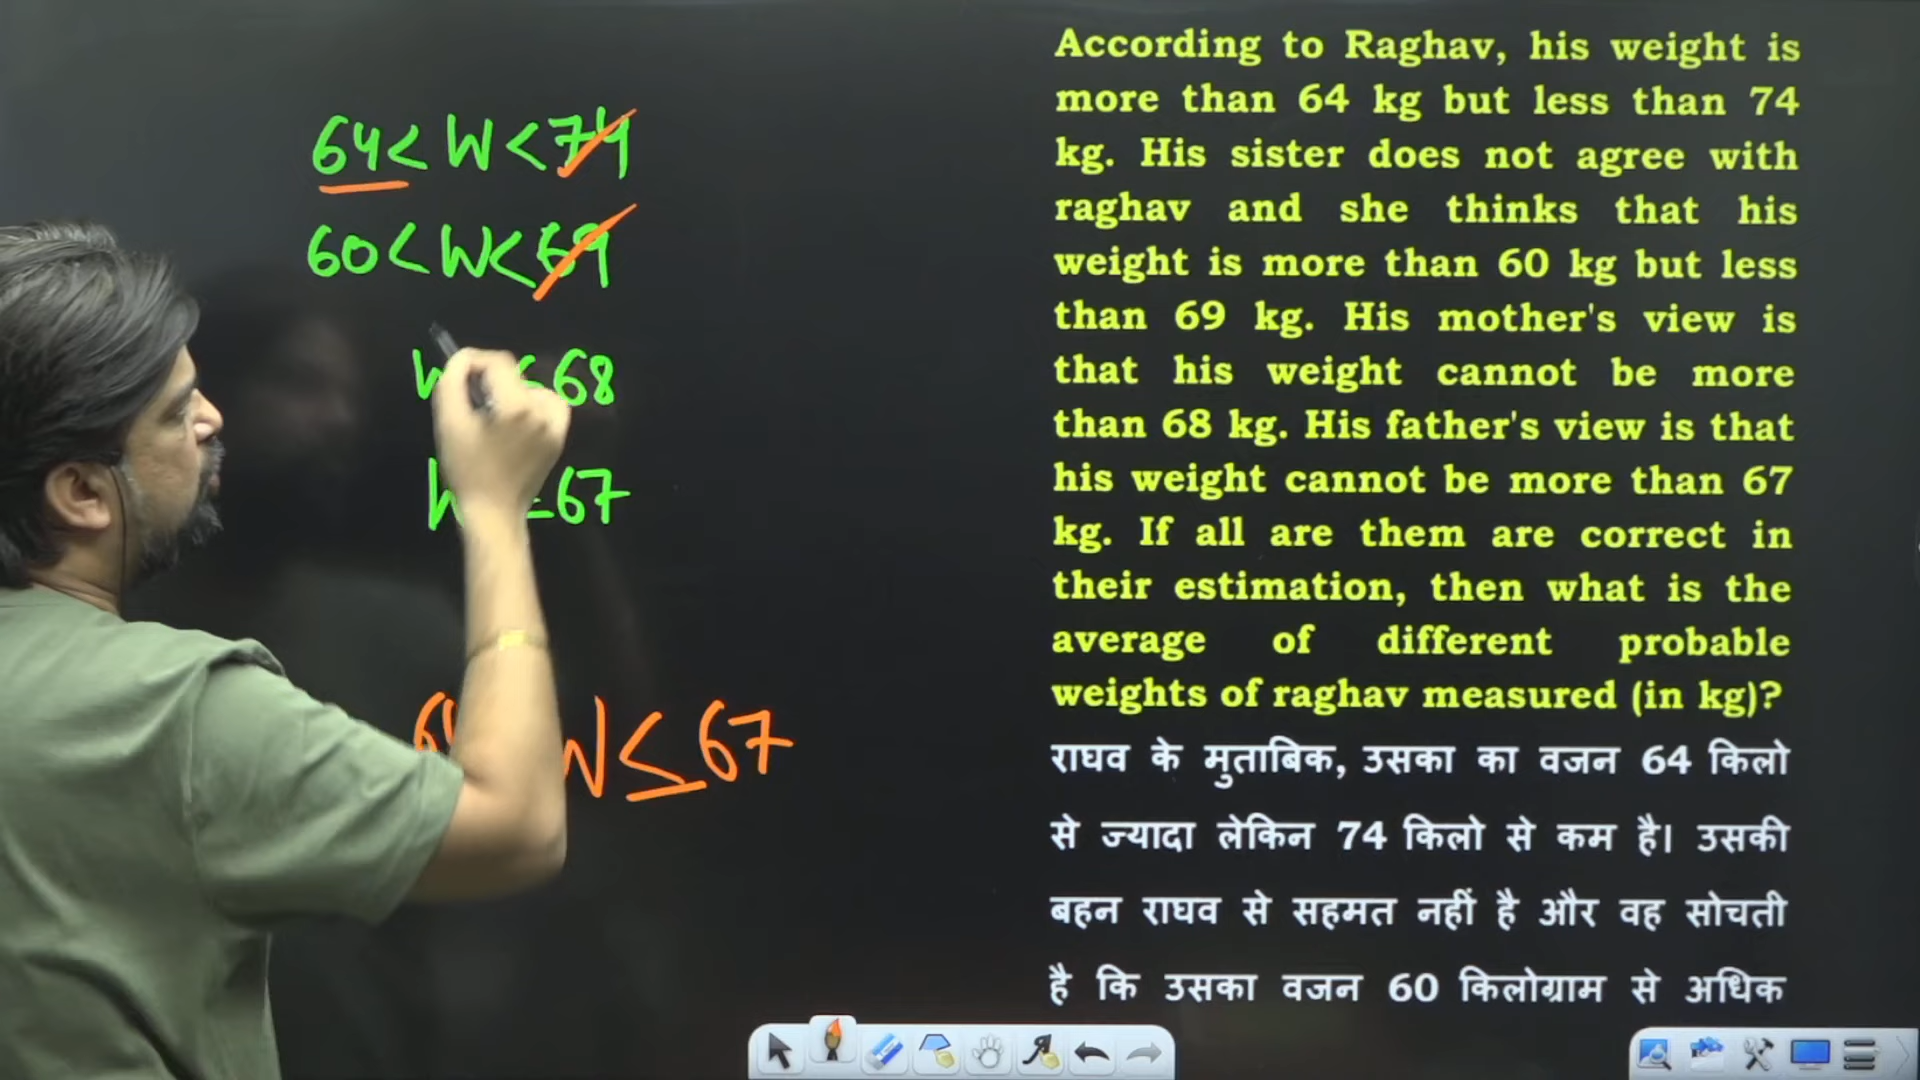 64 < W < 74
60 < W < 69
68
67
W ≤ 67
According to Raghav, his weight is
more than 64 kg but less than 74
kg. His sister does not agree with
raghav and she thinks that his
weight is more than 60 kg but less
than 69 kg. His mother's view is
that his weight cannot be more
than 68 kg. His father's view is that
his weight cannot be more than 67
kg. If all are them are correct in
their estimation, then what is the
average of different probable
weights of raghav measured (in kg)?
राघव के मुताबिक, उसका का वजन 64 किलो
से ज्यादा लेकिन 74 किलो से कम है। उसकी
बहन राघव से सहमत नहीं है और वह सोचती
है कि उसका वजन 60 किलोग्राम से अधिक